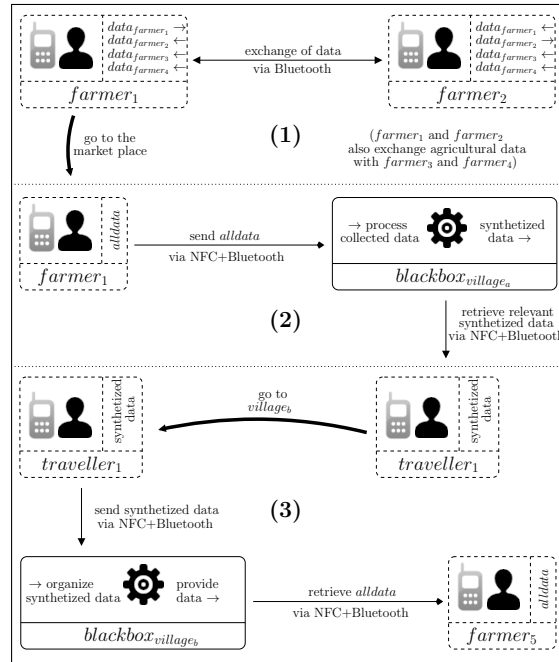 data_farmer₁ →
data_farmer₂ ←
data_farmer₃ ←
data_farmer₄ ←
farmer₁
exchange of data
via Bluetooth
data_farmer₁ ←
data_farmer₂ →
data_farmer₃ ←
data_farmer₄ ←
farmer₂
go to the
market place
(1)
(farmer₁ and farmer₂
also exchange agricultural data
with farmer₃ and farmer₄)
alldata
farmer₁
send alldata
via NFC+Bluetooth
→ process
collected data
synthetized
data →
blackbox_villageₐ
(2)
retrieve relevant
synthetized data
via NFC+Bluetooth
synthetized
data
traveller₁
go to
village_b
synthetized
data
traveller₁
send synthetized data
via NFC+Bluetooth
(3)
→ organize
synthetized data
provide
data →
blackbox_village_b
retrieve alldata
via NFC+Bluetooth
alldata
farmer₅